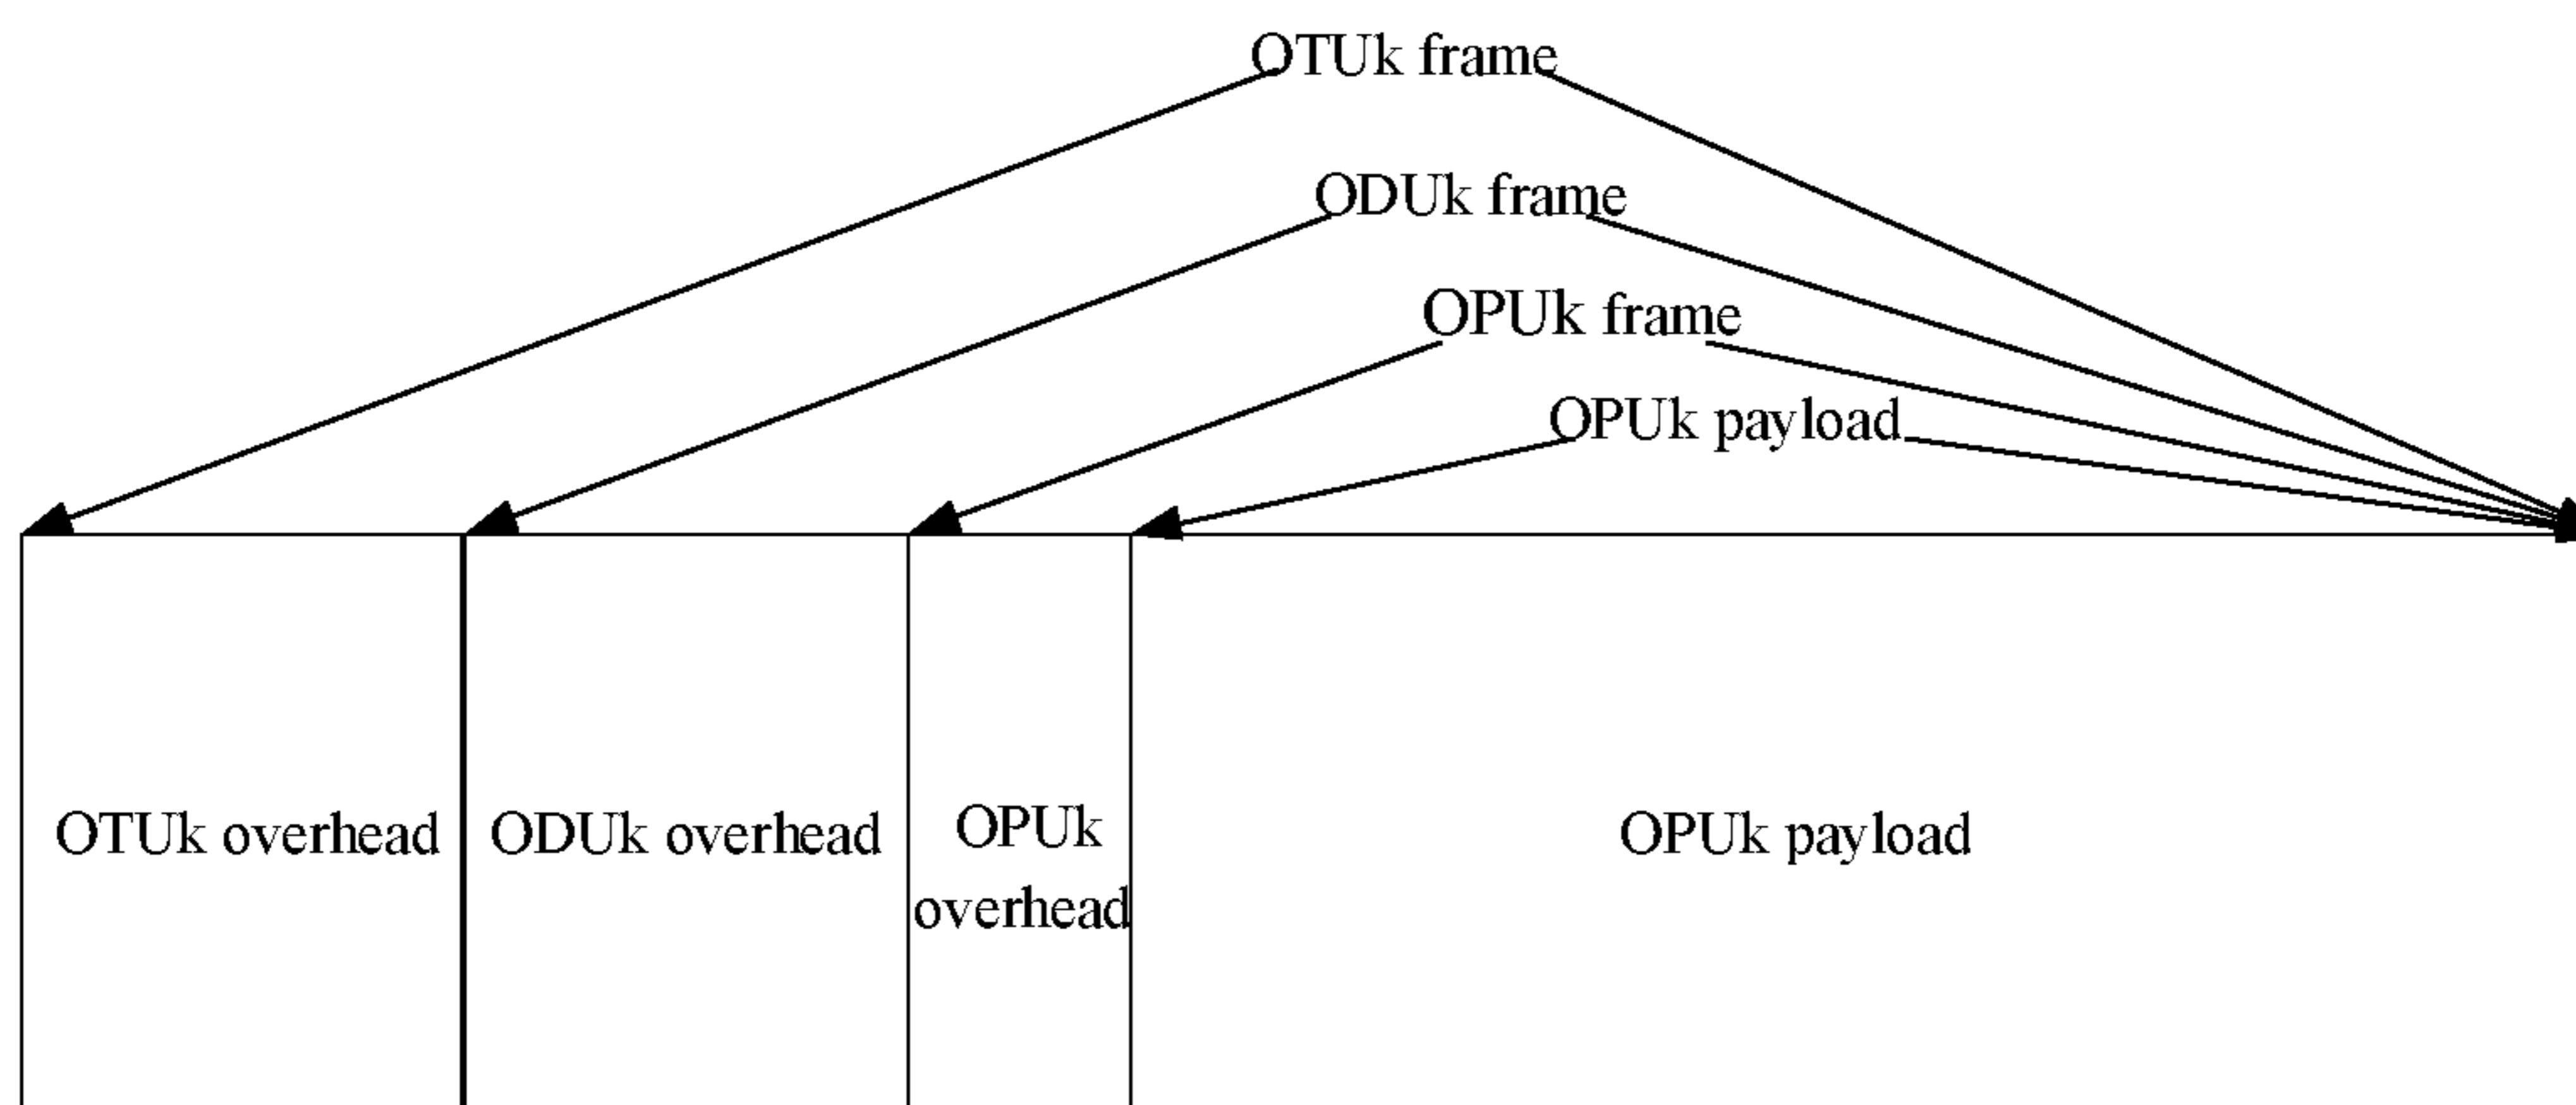 OTUk frame
ODUk frame
OPUk frame
OPUk payload
OTUk overhead
ODUk overhead
OPUk
overhead
OPUk payload